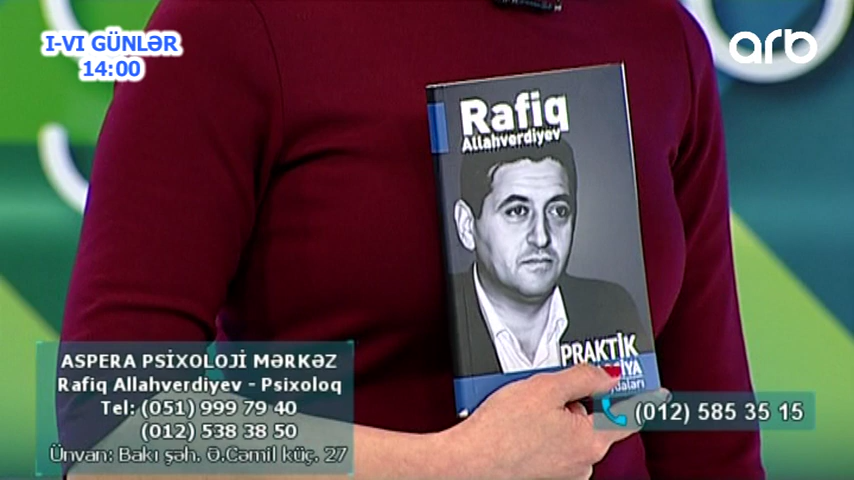 I-VI GÜNLƏR
14:00
arb
Rafiq
Allahverdiyev
PRAKTİK
ASPERA PSİXOLOJİ MƏRKƏZ
Rafiq Allahverdiyev - Psixoloq
Tel: (051) 999 79 40
(012) 538 38 50
Ünvan: Bakı şəh. Ə.Cəmil küç. 27
(012) 585 35 15